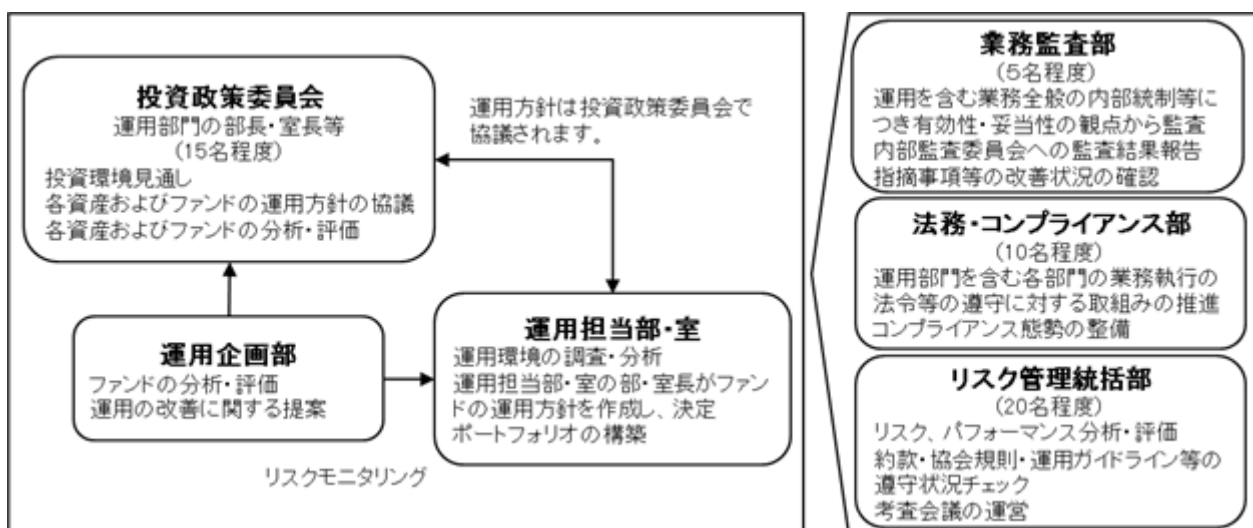 投資政策委員会
運用部門の部長・室長等
(15名程度)
投資環境見通し
各資産およびファンドの運用方針の協議
各資産およびファンドの分析・評価
運用方針は投資政策委員会で
協議されます。
運用企画部
ファンドの分析・評価
運用の改善に関する提案
運用担当部・室
運用環境の調査・分析
運用担当部・室の部・室長がファン
ドの運用方針を作成し、決定
ポートフォリオの構築
リスクモニタリング
業務監査部
(5名程度)
運用を含む業務全般の内部統制等に
つき有効性・妥当性の観点から監査
内部監査委員会への監査結果報告
指摘事項等の改善状況の確認
法務・コンプライアンス部
(10名程度)
運用部門を含む各部門の業務執行の
法令等の遵守に対する取組みの推進
コンプライアンス態勢の整備
リスク管理統括部
(20名程度)
リスク、パフォーマンス分析・評価
約款・協会規則・運用ガイドライン等の
遵守状況チェック
考査会議の運営